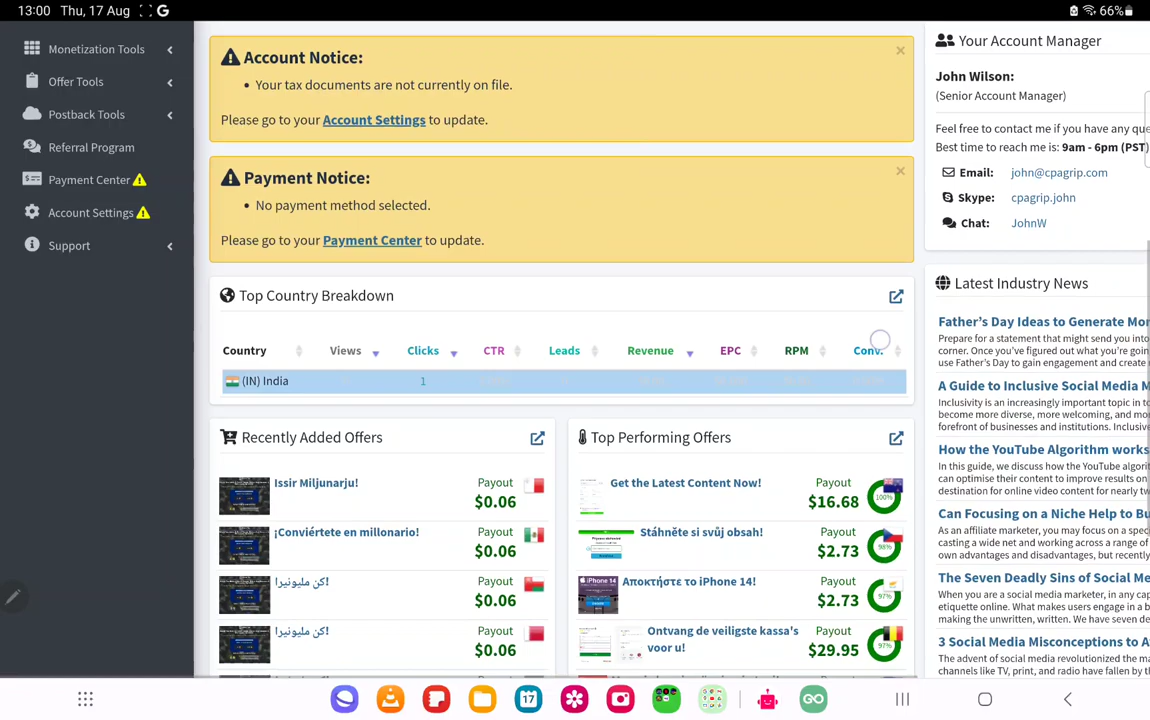 13:00 Thu, 17 Aug
66%
Monetization Tools
Offer Tools
Postback Tools
Referral Program
Payment Center
Account Settings
Support
Account Notice:
Your tax documents are not currently on file.
Please go to your Account Settings to update.
Payment Notice:
No payment method selected.
Please go to your Payment Center to update.
Top Country Breakdown
Country Views Clicks CTR Leads Revenue EPC RPM Conv.
(IN) India 1
Recently Added Offers
Issir Miljunarju! Payout
$0.06
¡Conviértete en millonario! Payout
$0.06
كن مليونيرا! Payout
$0.06
كن مليونيرا! Payout
$0.06
Top Performing Offers
Get the Latest Content Now! Payout
$16.68 100%
Stáhněte si svůj obsah! Payout
$2.73 98%
Αποκτήστε το iPhone 14! Payout
$2.73 97%
Ontvang de veiligste kassa's Payout
voor u! $29.95 97%
Your Account Manager
John Wilson:
(Senior Account Manager)
Feel free to contact me if you have any que
Best time to reach me is: 9am - 6pm (PST)
Email: john@cpagrip.com
Skype: cpagrip.john
Chat: JohnW
Latest Industry News
Father's Day Ideas to Generate Mor
Prepare for a statement that might send you into
corner. Once you've figured out what you're goin
use Father's Day to gain engagement and create
A Guide to Inclusive Social Media M
Inclusivity is an increasingly important topic in to
become more diverse, more welcoming, and mo
forefront of businesses and institutions. Inclusive
How the YouTube Algorithm works
In this guide, we discuss how the YouTube algorit
can optimise their content to improve results on
destination for online video content for nearly tw
Can Focusing on a Niche Help to Bu
As an affiliate marketer, you may focus on a speci
casting a wide net and working across a range of
own advantages and disadvantages, but recently
The Seven Deadly Sins of Social Me
When you are a social media marketer, in any cap
etiquette online. What makes users engage in a b
making the unwritten, written. We have seven de
3 Social Media Misconceptions to A
The advent of social media revolutionized the ma
channels like TV, print, and radio have fallen by th
17
GO